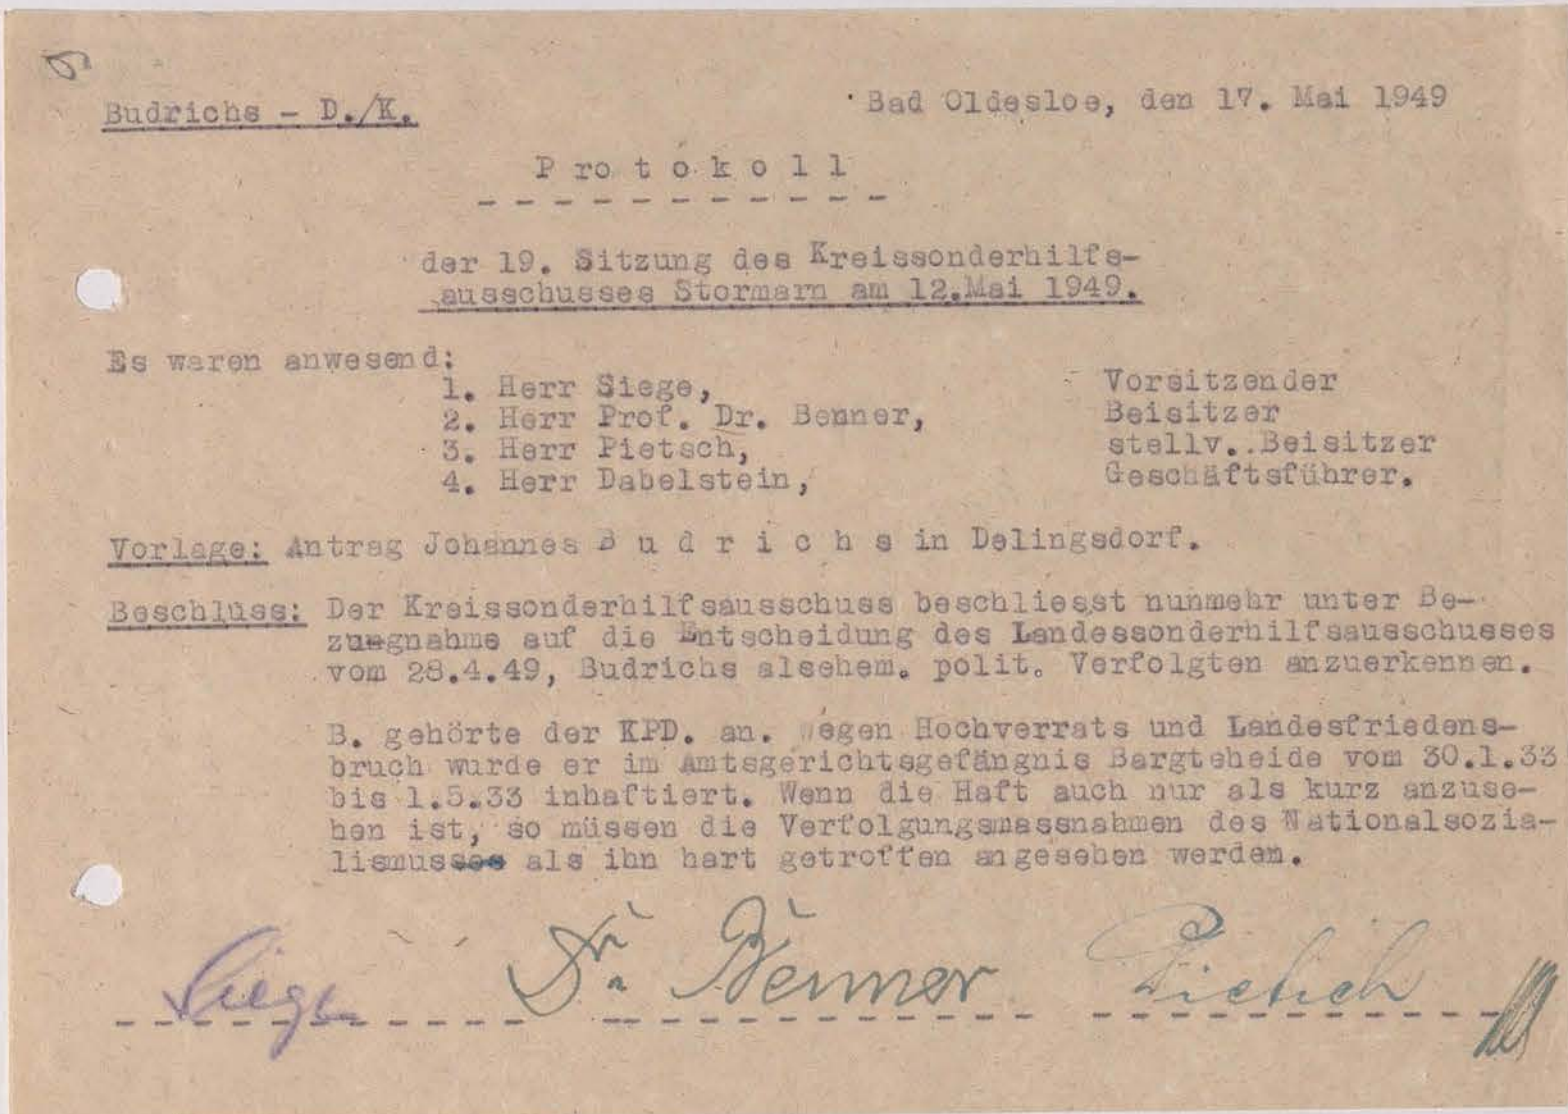 Budrichs - D./K.
Bad Oldesloe, den 17. Mai 1949
P r o t o k o l l
- - - - - - - - - - -
der 19. Sitzung des Kreissonderhilfs-
ausschusses Stormarn am 12.Mai 1949.
Es waren anwesend:
1. Herr Siege, Vorsitzender
2. Herr Prof. Dr. Benner, Beisitzer
3. Herr Pietsch, stellv..Beisitzer
4. Herr Dabelstein, Geschäftsführer.
Vorlage: Antrag Johannes B u d r i c h s in Delingsdorf.
Beschluss: Der Kreissonderhilfsausschuss beschliesst nunmehr unter Be-
zuegnahme auf die Entscheidung des Landessonderhilfsausschusses
vom 28.4.49, Budrichs alsehem. polit. Verfolgten anzuerkennen.
B. gehörte der KPD. an. Wegen Hochverrats und Landesfriedens-
bruch wurde er im Amtsgerichtsgefängnis Bargteheide vom 30.1.33
bis 1.5.33 inhaftiert. Wenn die Haft auch nur als kurz anzuse-
hen ist, so müssen die Verfolgungsmassnahmen des Nationalsozia-
lismus als ihn hart getroffen angesehen werden.
Siege Dr. Benner Pietsch